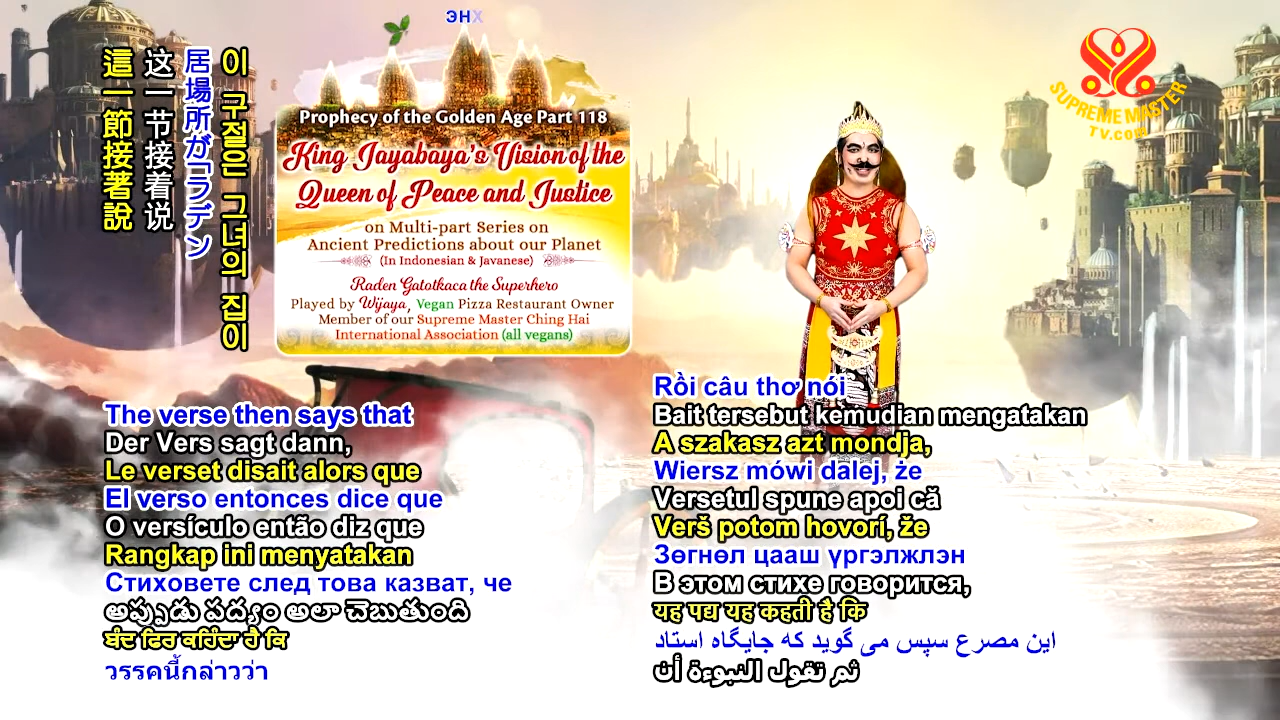 ЭНХ
這一節接著說
这一节接着说
居場所が「ラデン
이 구절은 그녀의 집이
Prophecy of the Golden Age Part 118
King Jayabaya's Vision of the
Queen of Peace and Justice
on Multi-part Series on
Ancient Predictions about our Planet
(In Indonesian & Javanese)
Raden Gatotkaca the Superhero
Played by Wijaya, Vegan Pizza Restaurant Owner
Member of our Supreme Master Ching Hai
International Association (all vegans)
SUPREME MASTER
TV.com
The verse then says that
Der Vers sagt dann,
Le verset disait alors que
El verso entonces dice que
O versículo então diz que
Rangkap ini menyatakan
Стиховете след това казват, че
అప్పుడు పద్యం అలా చెబుతుంది
ਬੰਦ ਫਿਰ ਕਹਿੰਦਾ ਹੈ ਕਿ
วรรคนี้กล่าวว่า
Rồi câu thơ nói
Bait tersebut kemudian mengatakan
A szakasz azt mondja,
Wiersz mówi dalej, że
Versetul spune apoi că
Verš potom hovorí, že
Зөгнөл цааш үргэлжлэн
В этом стихе говорится,
यह पद्य यह कहती है कि
این مصرع سپس می گوید که جایگاه استاد
ثم تقول النبوءة أن